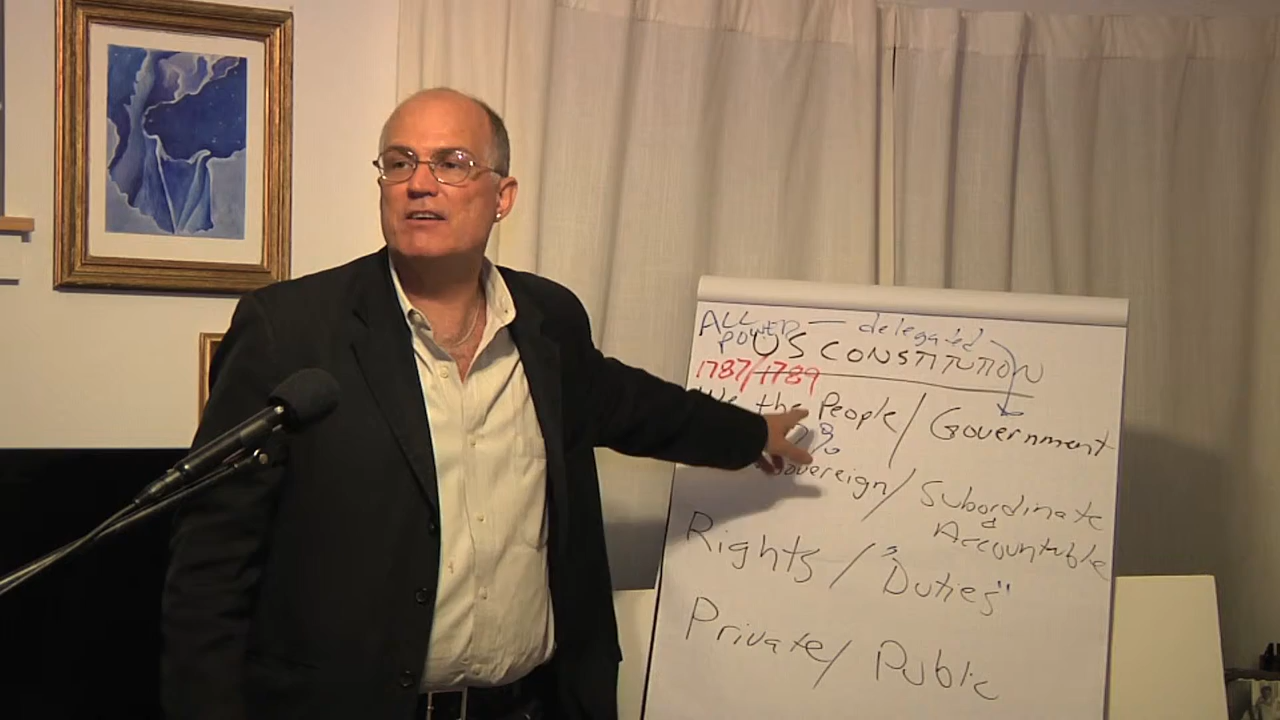 ALL — delegated
POWER
US CONSTITUTION
1787/1789
We the People / Government
%
Sovereign / Subordinate
&
Accountable
Rights / "Duties"
Private / Public